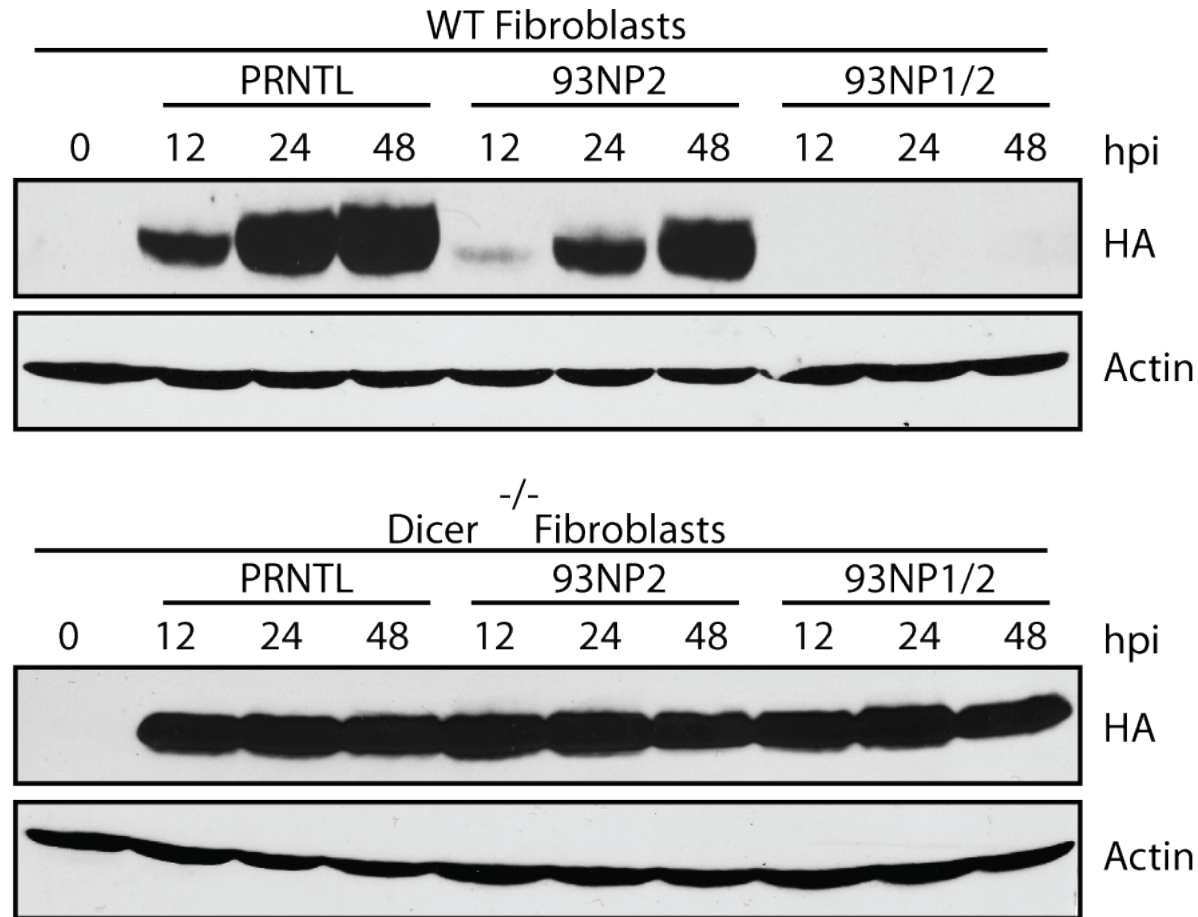 WT Fibroblasts
PRNTL 93NP2 93NP1/2
0 12 24 48 12 24 48 12 24 48 hpi
HA
Actin
Dicer -/- Fibroblasts
PRNTL 93NP2 93NP1/2
0 12 24 48 12 24 48 12 24 48 hpi
HA
Actin